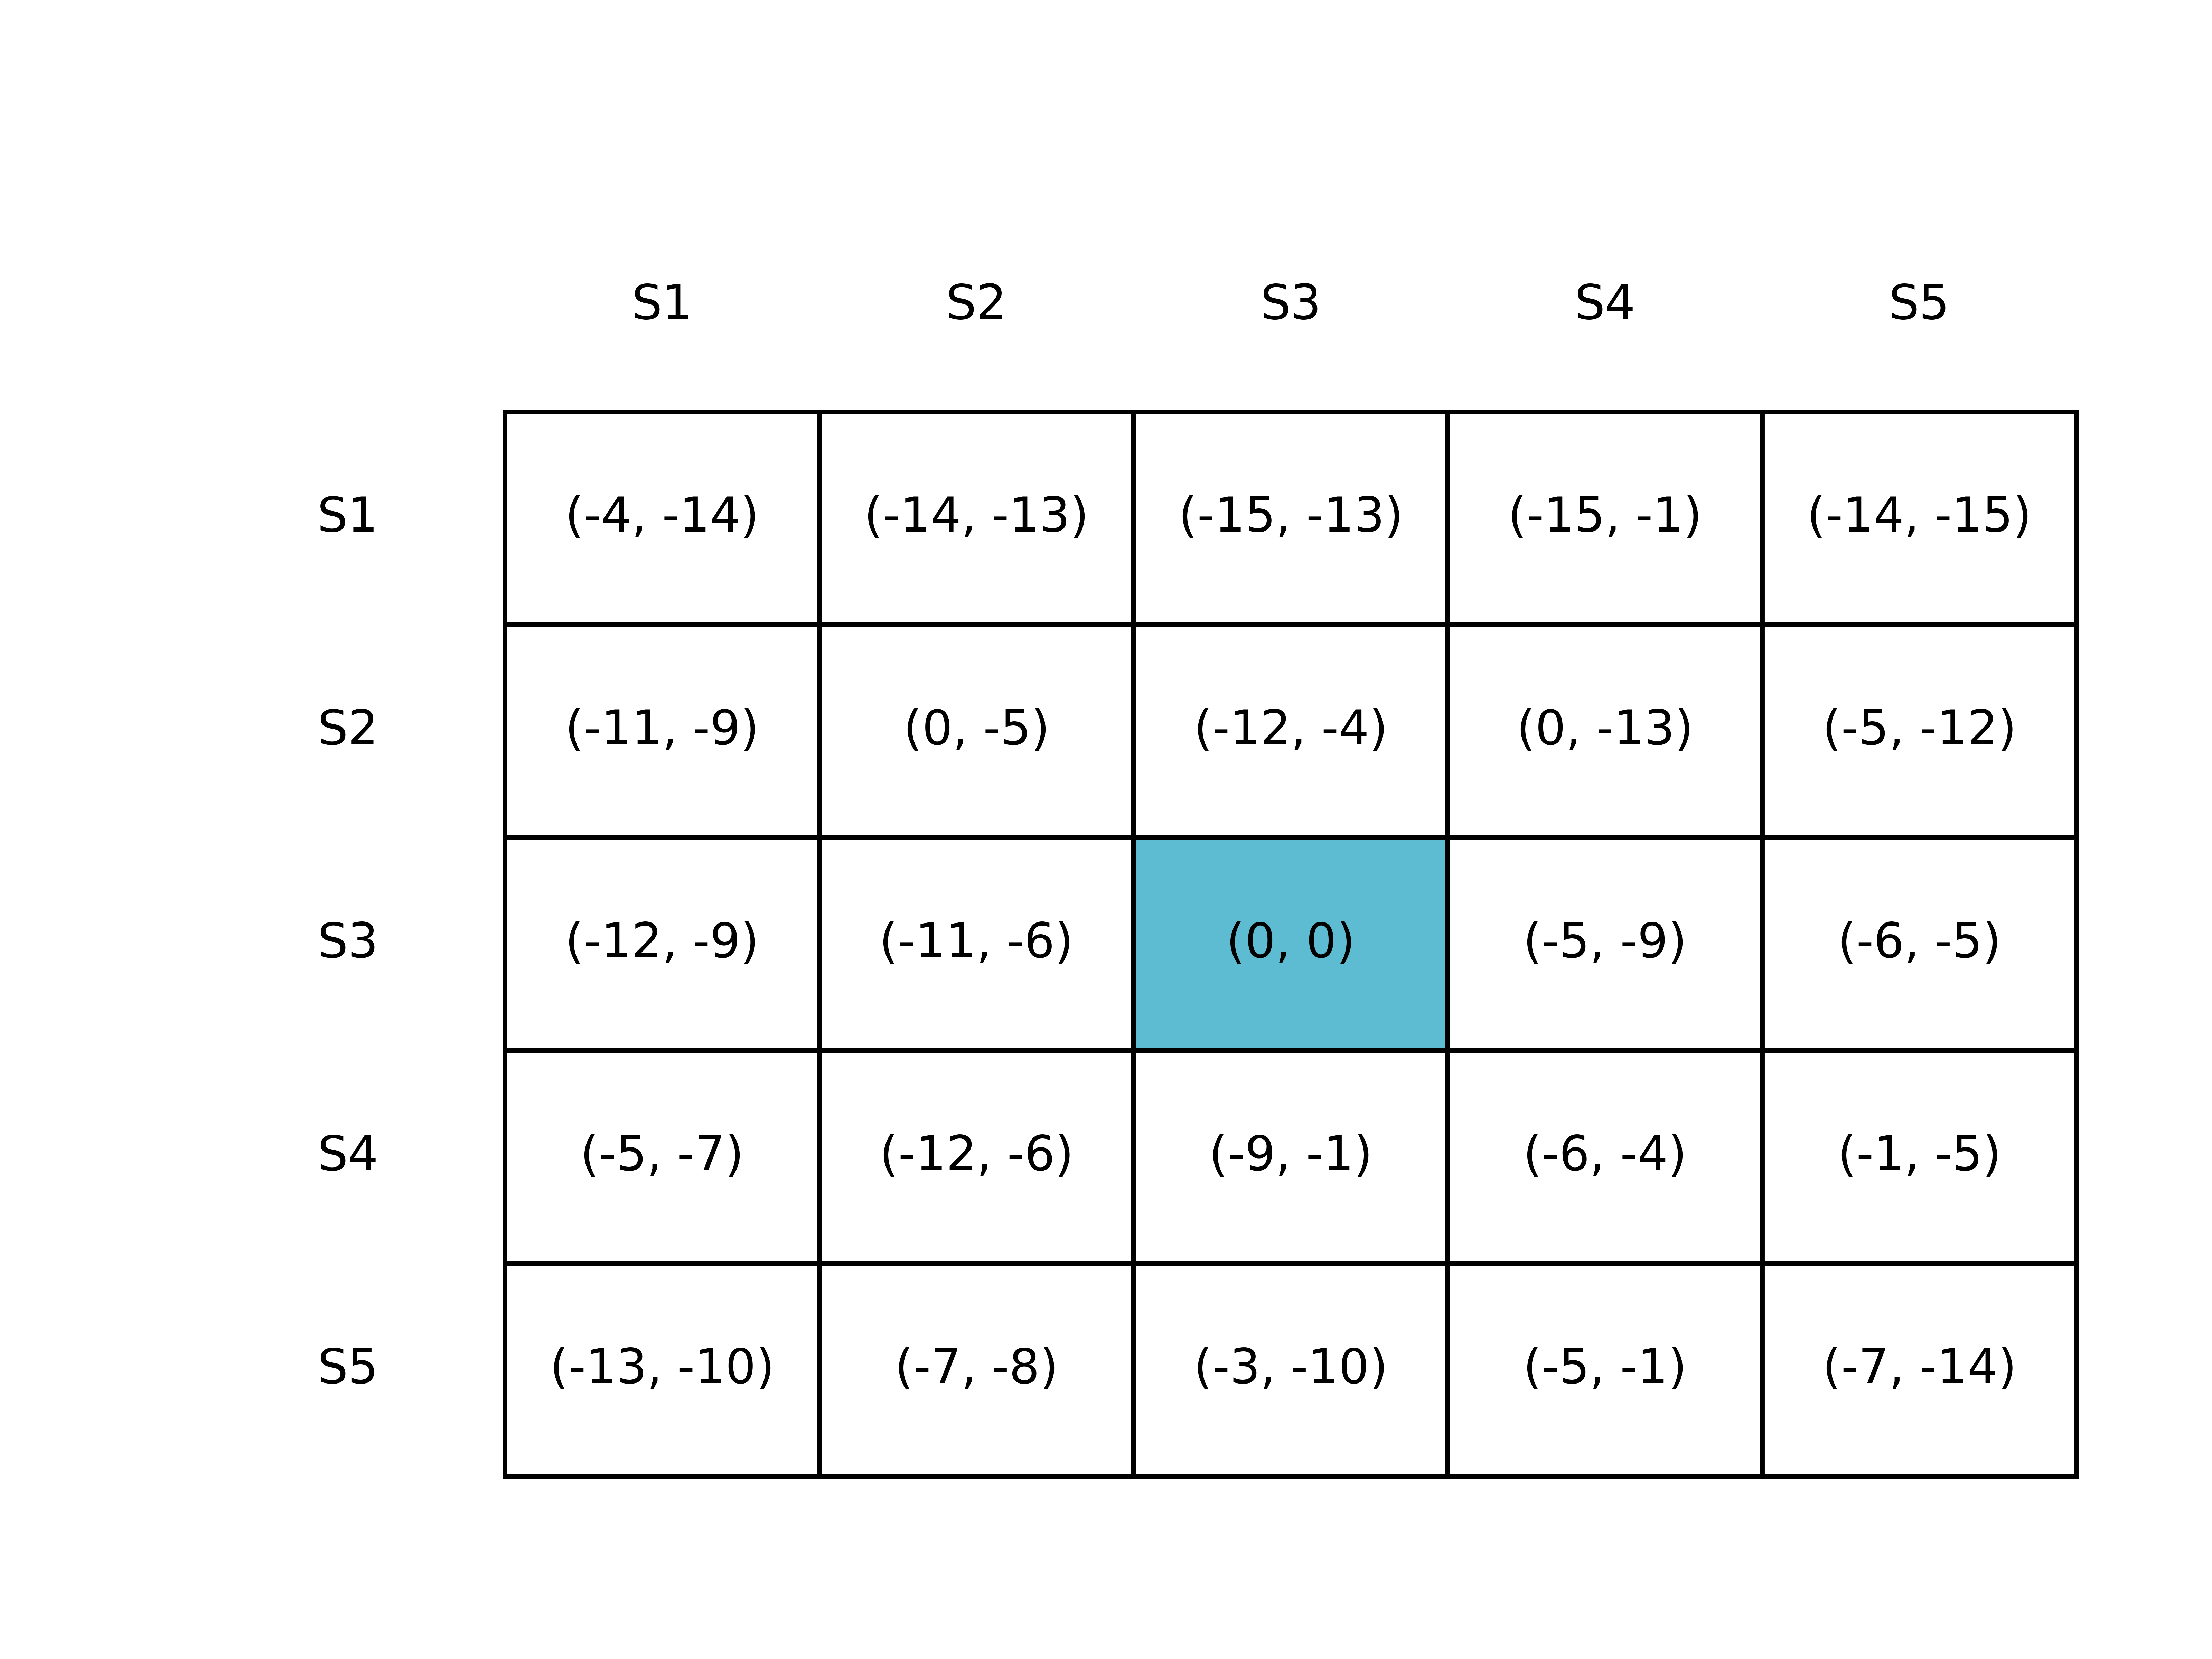 S1 S2 S3 S4 S5
S1 (-4, -14) (-14, -13) (-15, -13) (-15, -1) (-14, -15)
S2 (-11, -9) (0, -5) (-12, -4) (0, -13) (-5, -12)
S3 (-12, -9) (-11, -6) (0, 0) (-5, -9) (-6, -5)
S4 (-5, -7) (-12, -6) (-9, -1) (-6, -4) (-1, -5)
S5 (-13, -10) (-7, -8) (-3, -10) (-5, -1) (-7, -14)